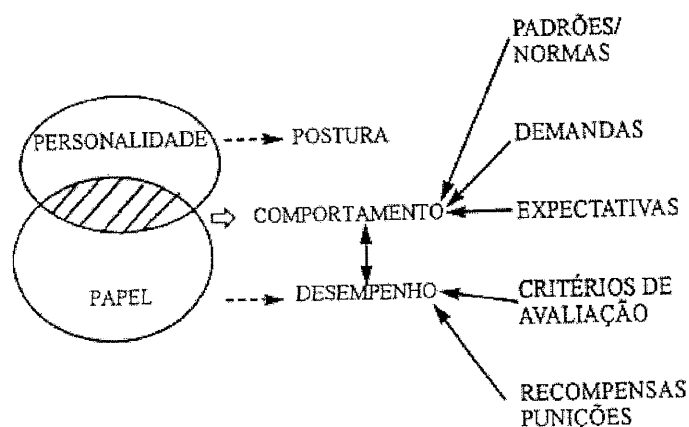 PADRÕES/
NORMAS
PERSONALIDADE
POSTURA
DEMANDAS
COMPORTAMENTO
EXPECTATIVAS
PAPEL
DESEMPENHO
CRITÉRIOS DE
AVALIAÇÃO
RECOMPENSAS
PUNIÇÕES